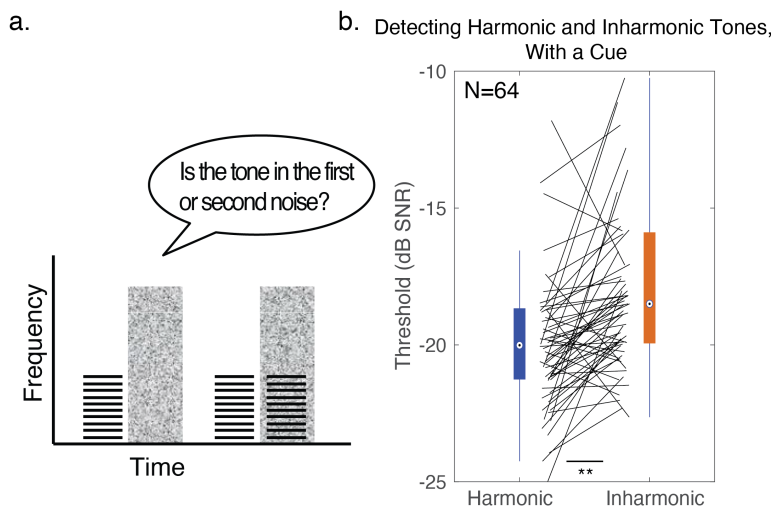 a.
Is the tone in the first
or second noise?
Frequency
Time
b.
Detecting Harmonic and Inharmonic Tones,
With a Cue
N=64
Threshold (dB SNR)
-10
-15
-20
-25
**
Harmonic
Inharmonic